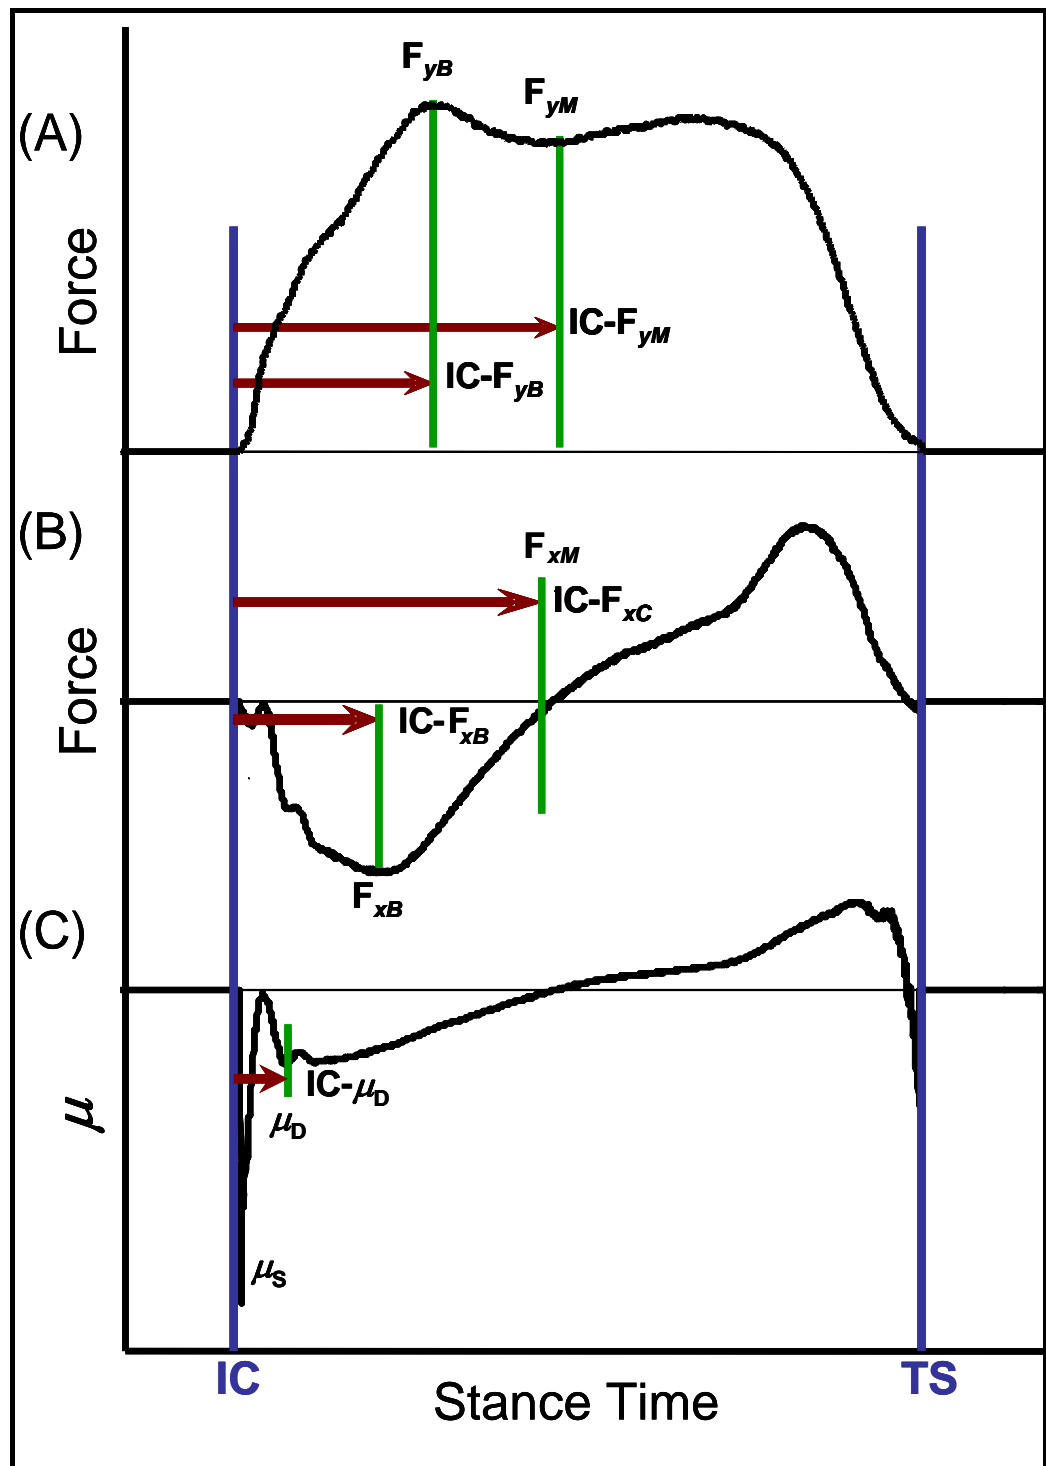 F_yB
F_yM
(A)
Force
IC-F_yM
IC-F_yB
(B)
F_xM
IC-F_xC
Force
IC-F_xB
F_xB
(C)
IC-μ_D
μ
μ_D
μ_S
IC
TS
Stance Time